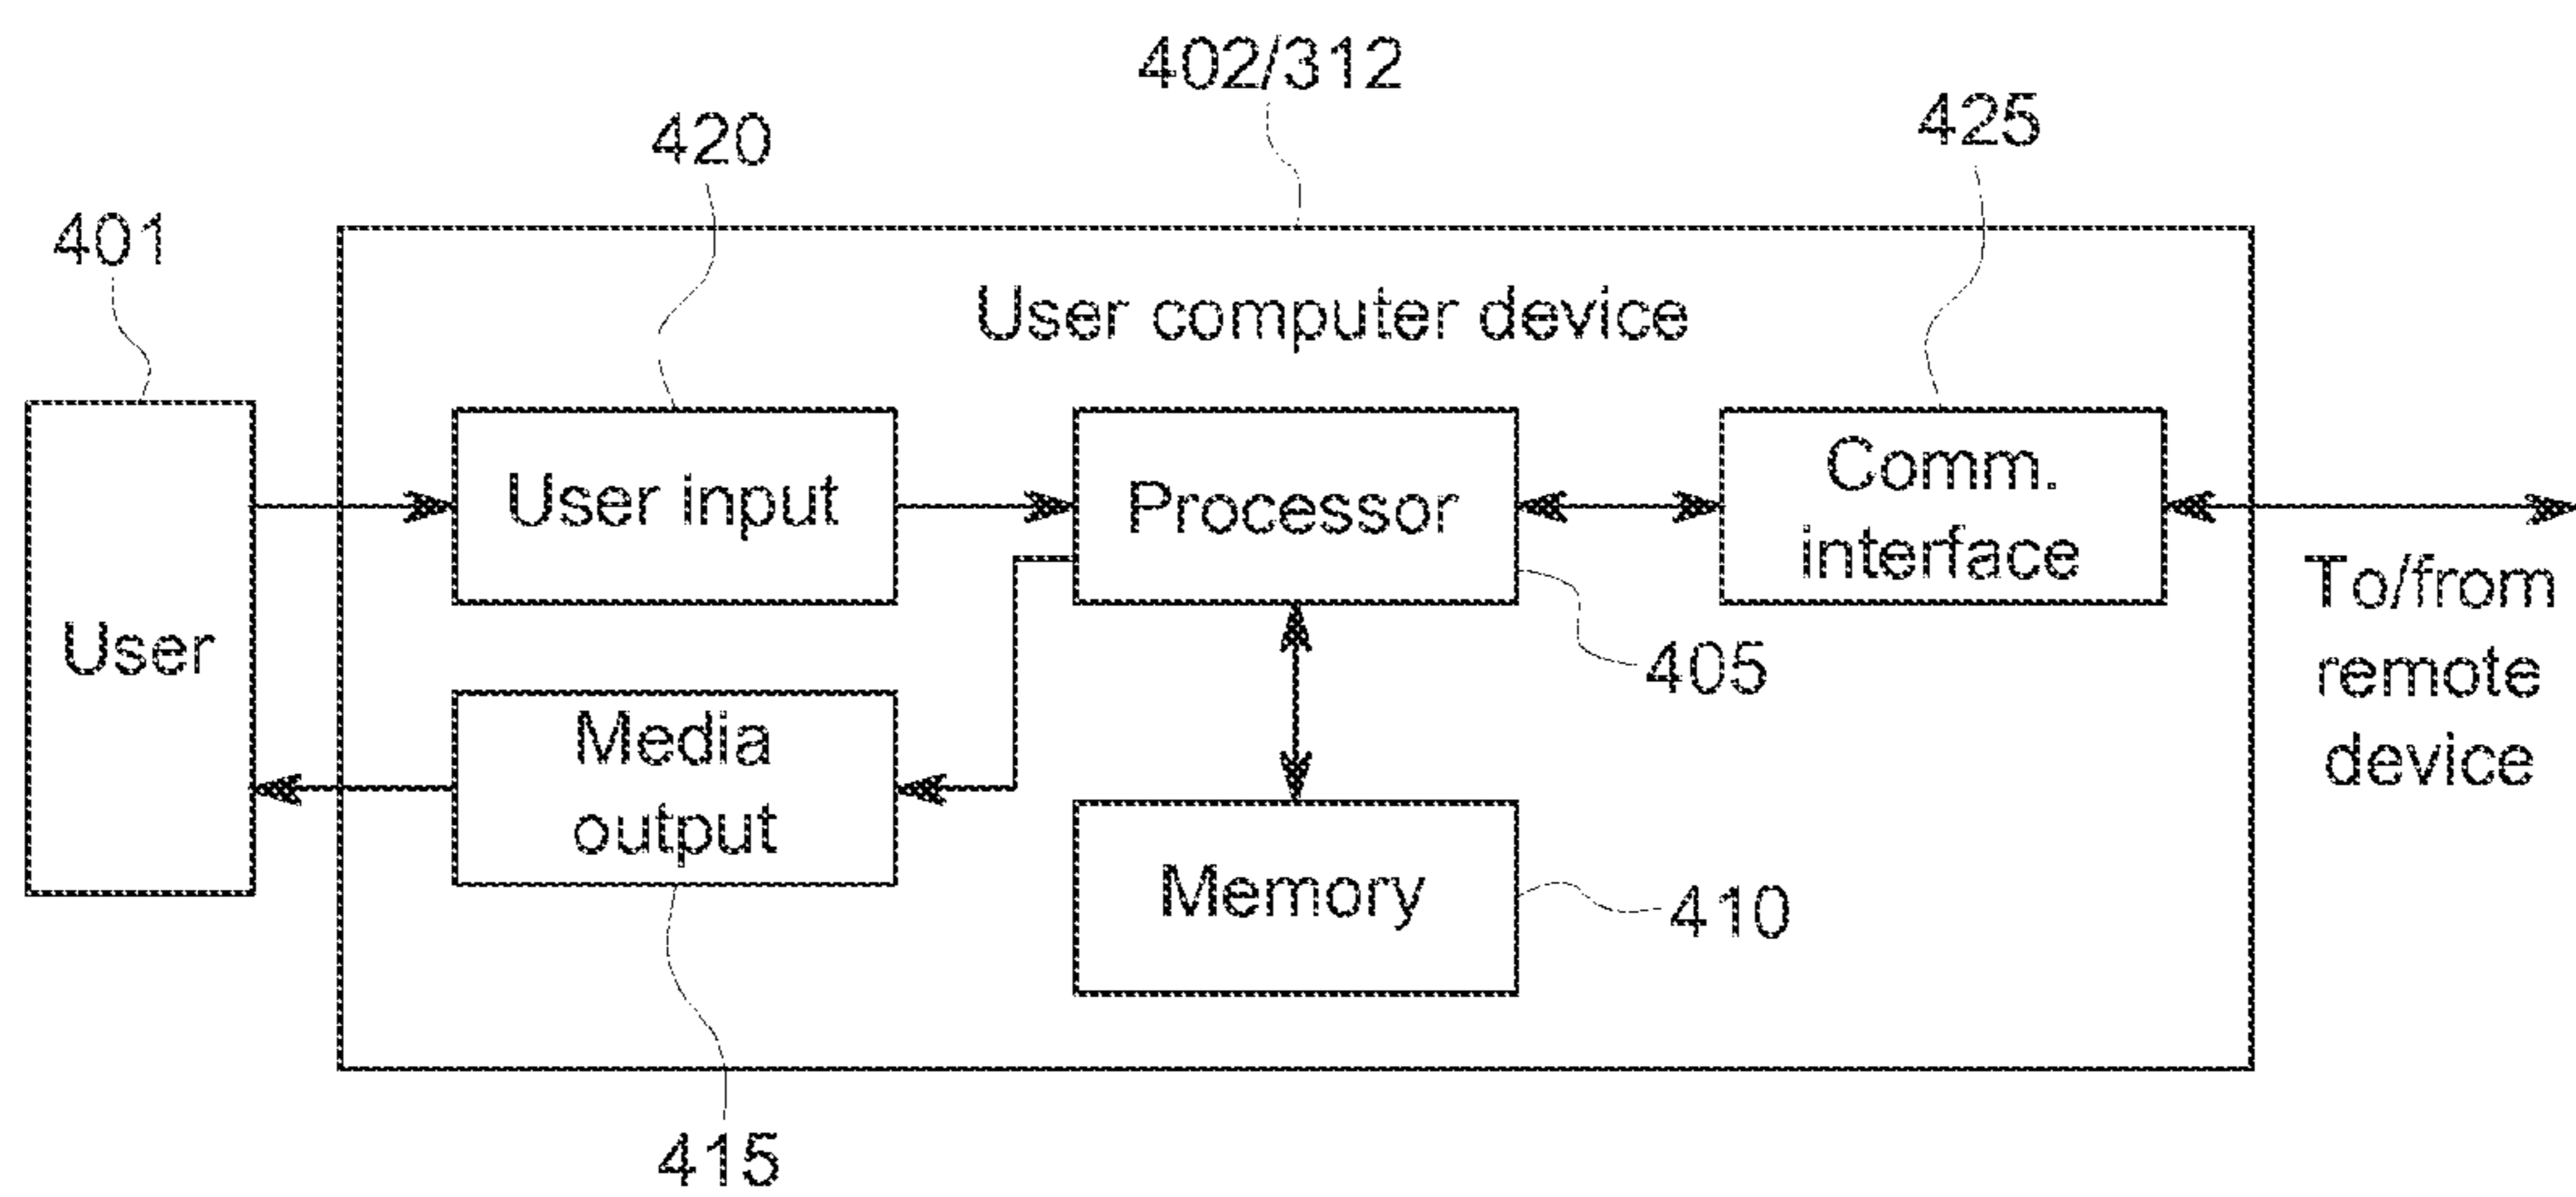 402/312
420
425
401
User computer device
User input
Processor
Comm.
interface
To/from
remote
device
User
405
Media
output
Memory
410
415